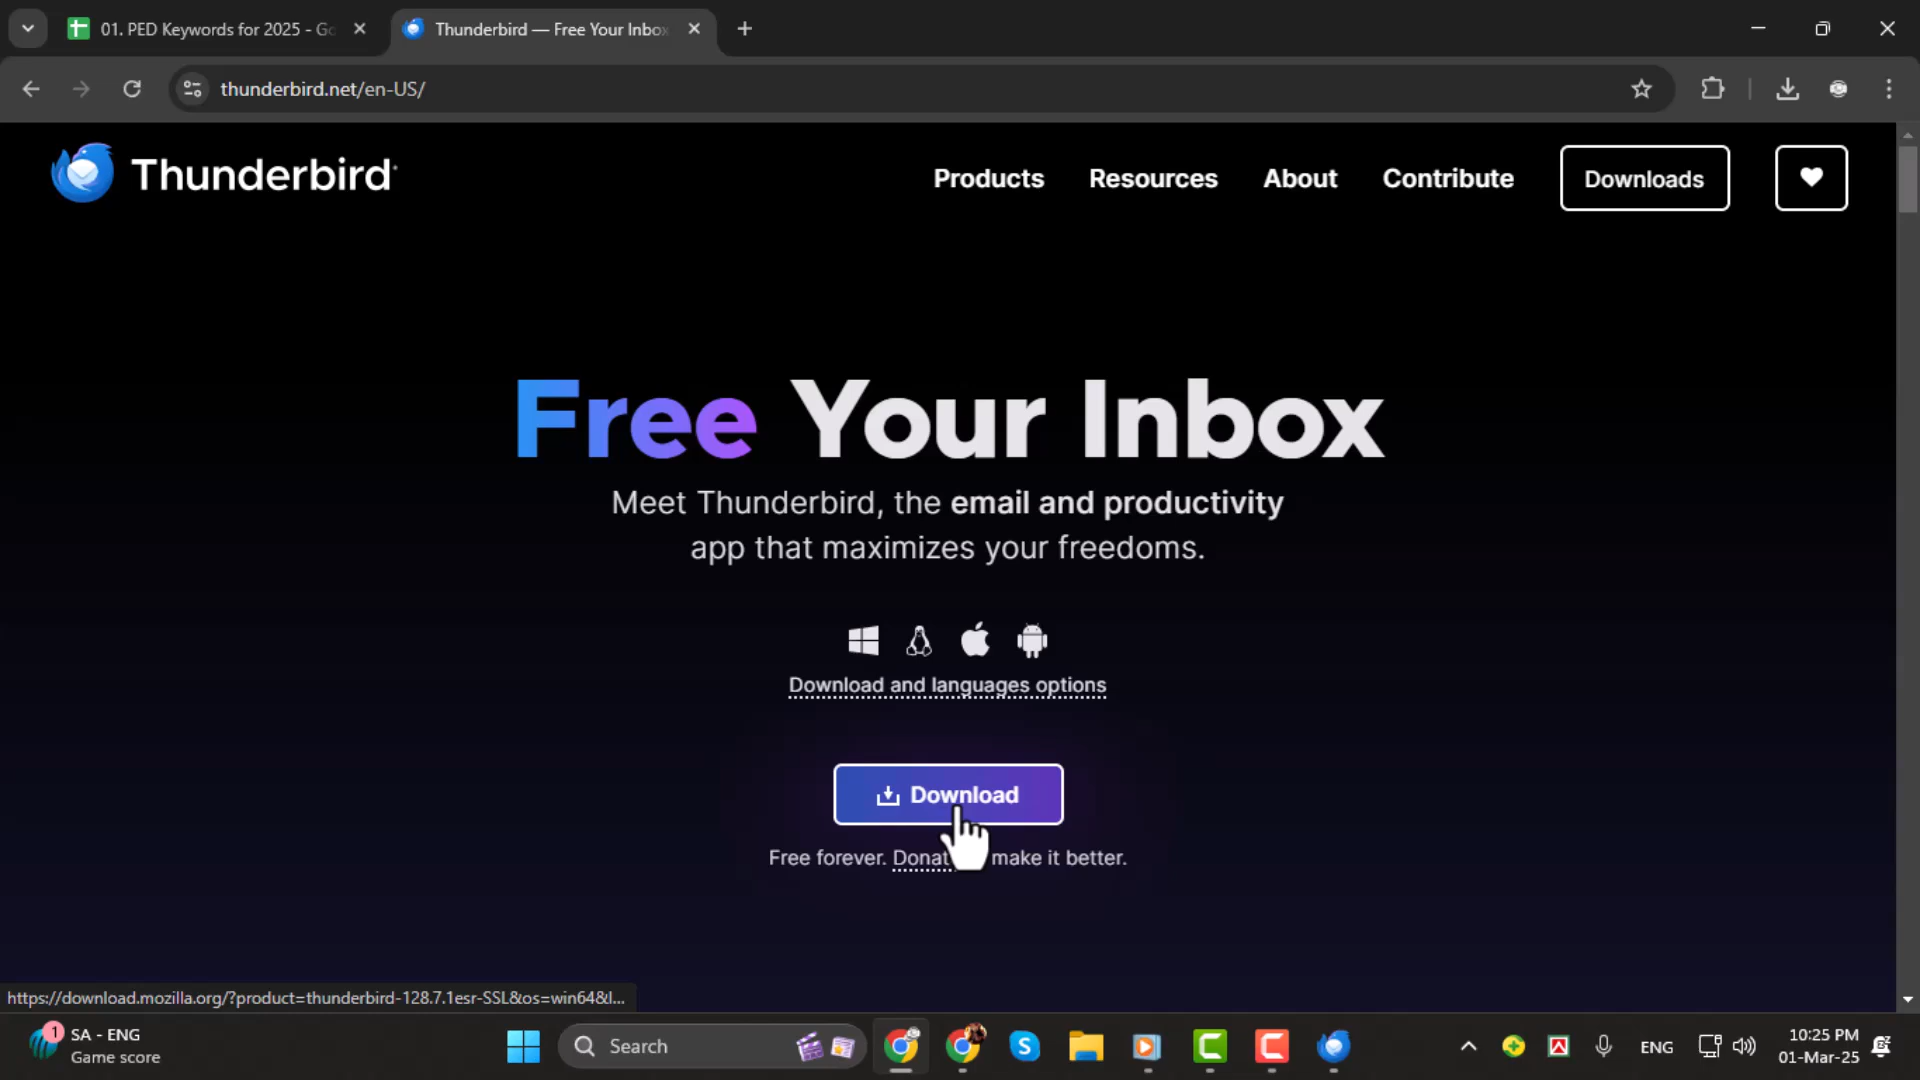 01. PED Keywords for 2025 - Go
Thunderbird — Free Your Inbox
thunderbird.net/en-US/
Thunderbird
Products
Resources
About
Contribute
Downloads
Free Your Inbox
Meet Thunderbird, the email and productivity
app that maximizes your freedoms.
Download and languages options
Download
Free forever. Donat make it better.
https://download.mozilla.org/?product=thunderbird-128.7.1esr-SSL&os=win64&l...
1
SA - ENG
Game score
Search
ENG
10:25 PM
01-Mar-25